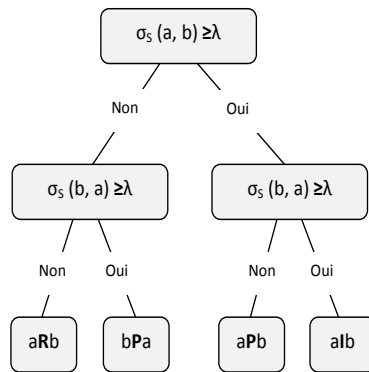 σS (a, b) ≥λ
Non
Oui
σS (b, a) ≥λ
σS (b, a) ≥λ
Non
Oui
Non
Oui
aRb
bPa
aPb
aIb